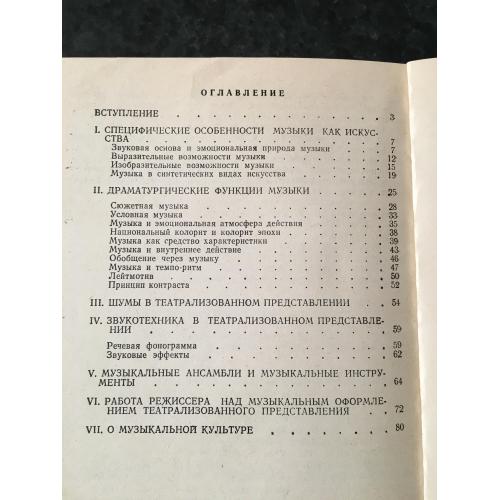 ОГЛАВЛЕНИЕ
ВСТУПЛЕНИЕ . . . . . . . . . . . 3
I. СПЕЦИФИЧЕСКИЕ ОСОБЕННОСТИ МУЗЫКИ КАК ИСКУС-
СТВА . . . . . . . . . . . 7
Звуковая основа и эмоциональная природа музыки . . . 7
Выразительные возможности музыки . . . . . 12
Изобразительные возможности музыки . . . . . 15
Музыка в синтетических видах искусства . . . . . 19
II. ДРАМАТУРГИЧЕСКИЕ ФУНКЦИИ МУЗЫКИ . . . . 25
Сюжетная музыка . . . . . . . . 28
Условная музыка . . . . . . . . 33
Музыка и эмоциональная атмосфера действия . . . . 35
Национальный колорит и колорит эпохи . . . . 38
Музыка как средство характеристики . . . . . 39
Музыка и внутреннее действие . . . . . . 43
Обобщение через музыку . . . . . . . 46
Музыка и темпо-ритм . . . . . . . 47
Лейтмотив . . . . . . . . . 50
Принцип контраста . . . . . . . . 52
III. ШУМЫ В ТЕАТРАЛИЗОВАННОМ ПРЕДСТАВЛЕНИИ . . . 54
IV. ЗВУКОТЕХНИКА В ТЕАТРАЛИЗОВАННОМ ПРЕДСТАВЛЕ-
НИИ . . . . . . . . . . . 59
Речевая фонограмма . . . . . . . . 59
Звуковые эффекты . . . . . . . . 62
V. МУЗЫКАЛЬНЫЕ АНСАМБЛИ И МУЗЫКАЛЬНЫЕ ИНСТРУ-
МЕНТЫ . . . . . . . . . . 64
VI. РАБОТА РЕЖИССЕРА НАД МУЗЫКАЛЬНЫМ ОФОРМ-
ЛЕНИЕМ ТЕАТРАЛИЗОВАННОГО ПРЕДСТАВЛЕНИЯ . . 72
VII. О МУЗЫКАЛЬНОЙ КУЛЬТУРЕ . . . . . . 80